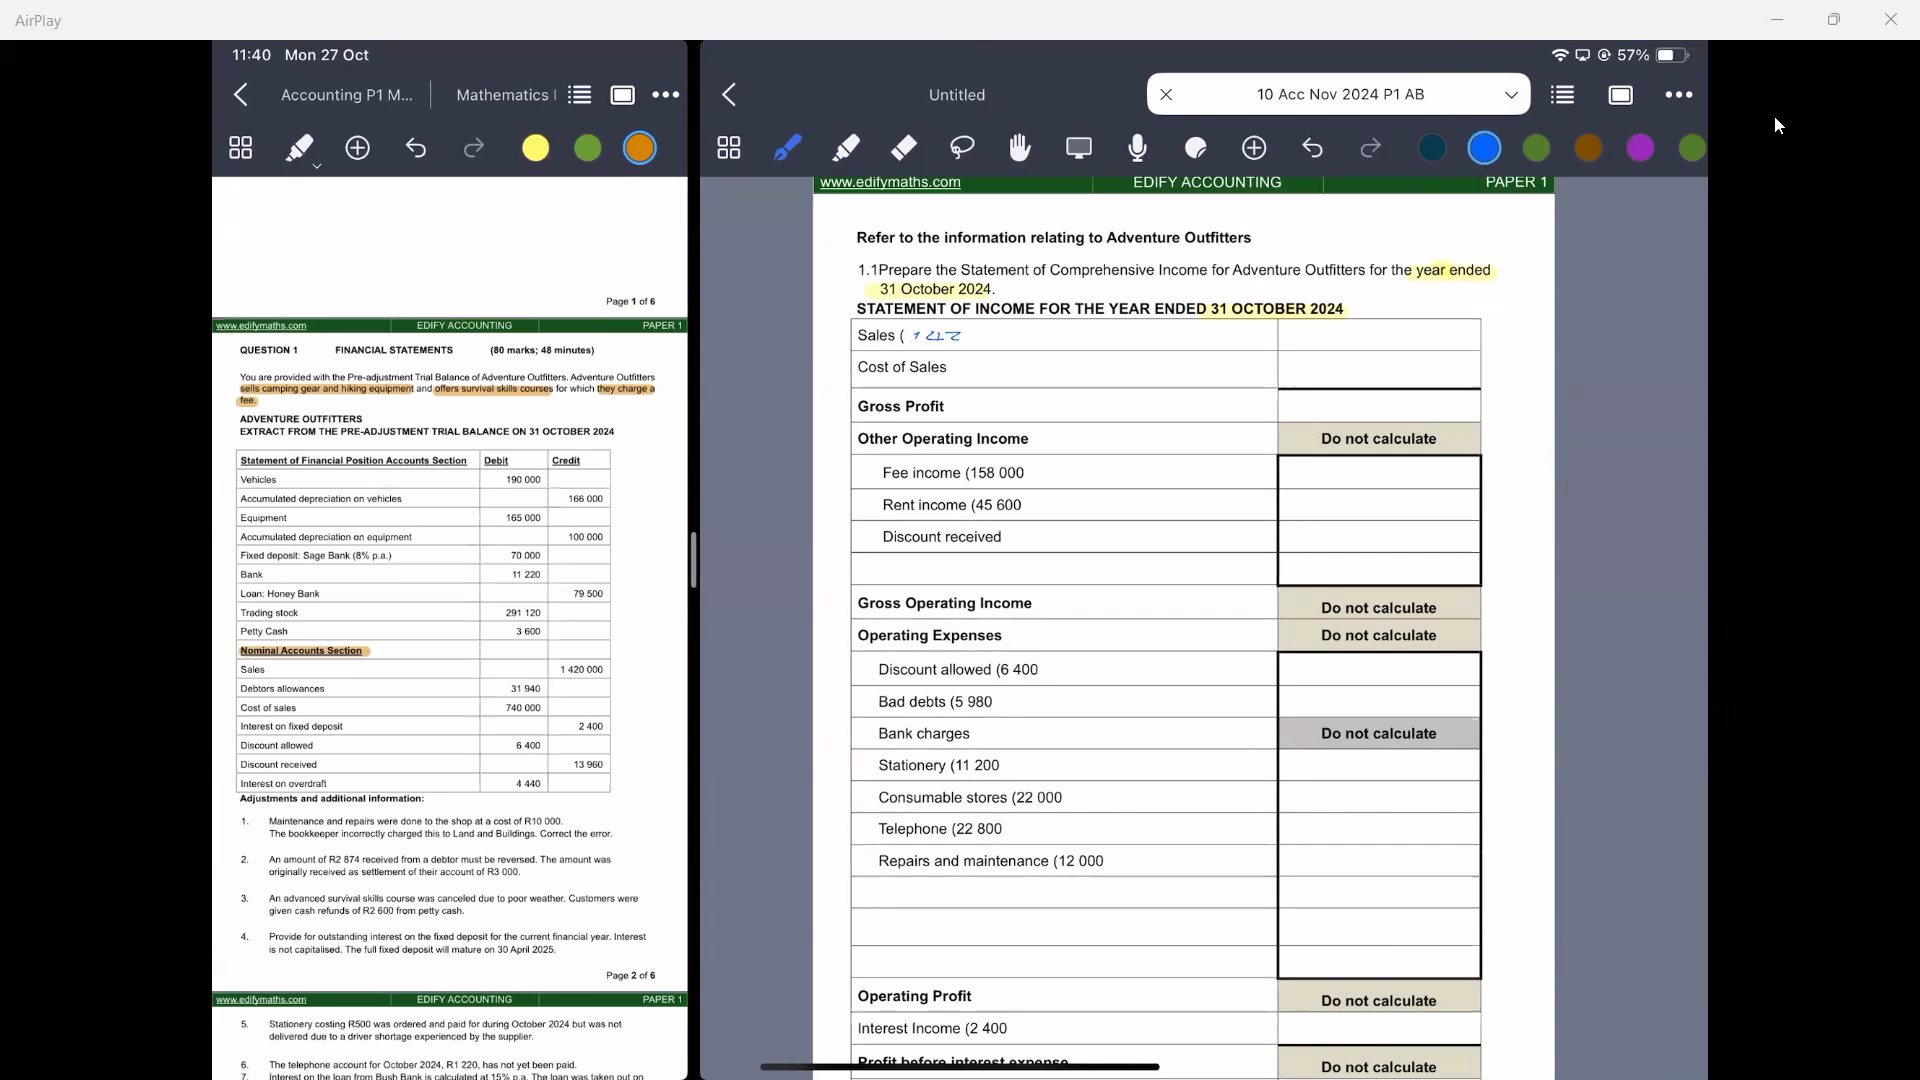 AirPlay
11:40 Mon 27 Oct
57%
Accounting P1 M...
Mathematics
Untitled
10 Acc Nov 2024 P1 AB
Page 1 of 6
www.edifymaths.com EDIFY ACCOUNTING PAPER 1
QUESTION 1 FINANCIAL STATEMENTS (80 marks; 48 minutes)
You are provided with the Pre-adjustment Trial Balance of Adventure Outfitters. Adventure Outfitters
sells camping gear and hiking equipment and offers survival skills courses for which they charge a
fee.
ADVENTURE OUTFITTERS
EXTRACT FROM THE PRE-ADJUSTMENT TRIAL BALANCE ON 31 OCTOBER 2024
Statement of Financial Position Accounts Section Debit Credit
Vehicles 190 000
Accumulated depreciation on vehicles 166 000
Equipment 165 000
Accumulated depreciation on equipment 100 000
Fixed deposit: Sage Bank (8% p.a.) 70 000
Bank 11 220
Loan: Honey Bank 79 500
Trading stock 291 120
Petty Cash 3 600
Nominal Accounts Section
Sales 1 420 000
Debtors allowances 31 940
Cost of sales 740 000
Interest on fixed deposit 2 400
Discount allowed 6 400
Discount received 13 960
Interest on overdraft 4 440
Adjustments and additional information:
1. Maintenance and repairs were done to the shop at a cost of R10 000.
The bookkeeper incorrectly charged this to Land and Buildings. Correct the error.
2. An amount of R2 874 received from a debtor must be reversed. The amount was
originally received as settlement of their account of R3 000.
3. An advanced survival skills course was canceled due to poor weather. Customers were
given cash refunds of R2 600 from petty cash.
4. Provide for outstanding interest on the fixed deposit for the current financial year. Interest
is not capitalised. The full fixed deposit will mature on 30 April 2025.
Page 2 of 6
www.edifymaths.com EDIFY ACCOUNTING PAPER 1
5. Stationery costing R500 was ordered and paid for during October 2024 but was not
delivered due to a driver shortage experienced by the supplier.
6. The telephone account for October 2024, R1 220, has not yet been paid.
7. Interest on the loan from Bush Bank is calculated at 15% p.a. The loan was taken out on
www.edifymaths.com EDIFY ACCOUNTING PAPER 1
Refer to the information relating to Adventure Outfitters
1.1Prepare the Statement of Comprehensive Income for Adventure Outfitters for the year ended
31 October 2024.
STATEMENT OF INCOME FOR THE YEAR ENDED 31 OCTOBER 2024
Sales (
Cost of Sales
Gross Profit
Other Operating Income Do not calculate
Fee income (158 000
Rent income (45 600
Discount received
Gross Operating Income Do not calculate
Operating Expenses Do not calculate
Discount allowed (6 400
Bad debts (5 980
Bank charges Do not calculate
Stationery (11 200
Consumable stores (22 000
Telephone (22 800
Repairs and maintenance (12 000
Operating Profit Do not calculate
Interest Income (2 400
Profit before interest expense Do not calculate